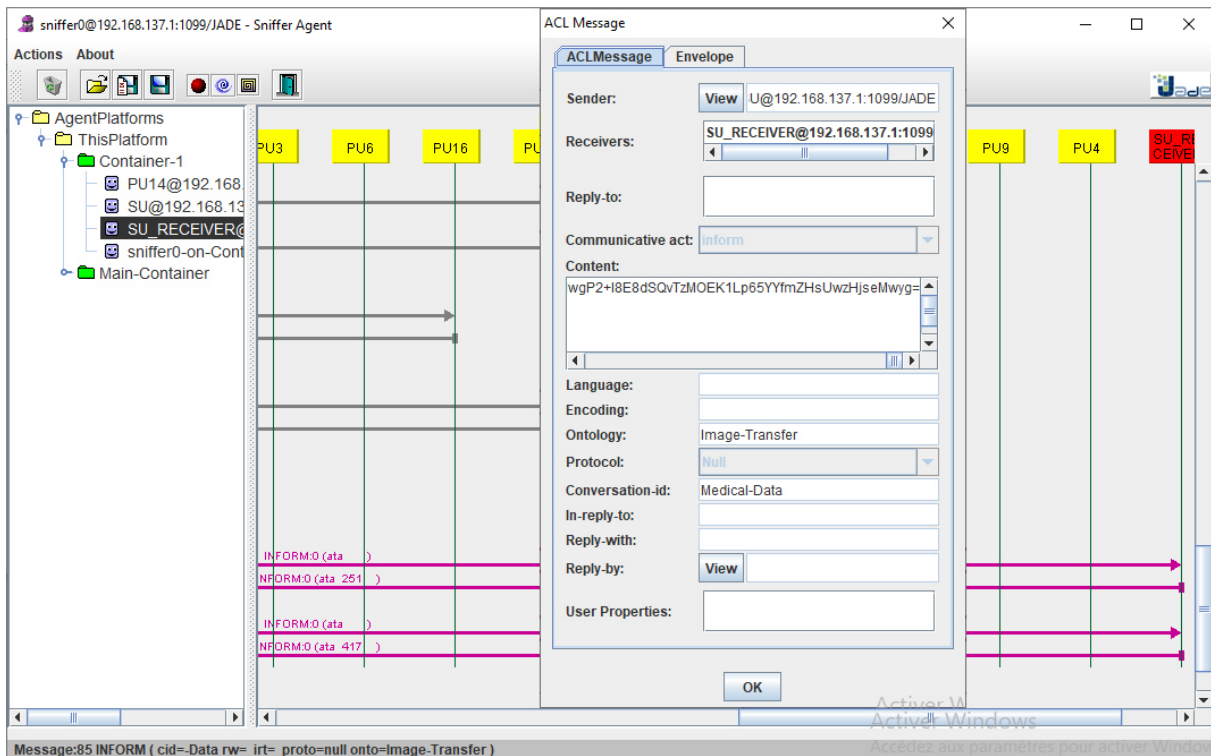 sniffer0@192.168.137.1:1099/JADE - Sniffer Agent
Actions About
AgentPlatforms
ThisPlatform
Container-1
PU14@192.168.
SU@192.168.13
SU_RECEIVER@
sniffer0-on-Cont
Main-Container
PU3 PU6 PU16 PU PU9 PU4 SU_RE
CEIVE
INFORM:0 (ata )
NFORM:0 (ata 251 )
INFORM:0 (ata )
NFORM:0 (ata 417 )
ACL Message
ACLMessage Envelope
Sender: View U@192.168.137.1:1099/JADE
Receivers: SU_RECEIVER@192.168.137.1:1099
Reply-to:
Communicative act: inform
Content:
wgP2+I8E8dSQvTzMOEK1Lp65YYfmZHsUwzHjseMwyg=
Language:
Encoding:
Ontology: Image-Transfer
Protocol: Null
Conversation-id: Medical-Data
In-reply-to:
Reply-with:
Reply-by: View
User Properties:
OK
Jade
Activer W
Activer Windows
Accédez aux paramètres pour activer Window
Message:85 INFORM ( cid=-Data rw= irt= proto=null onto=Image-Transfer )